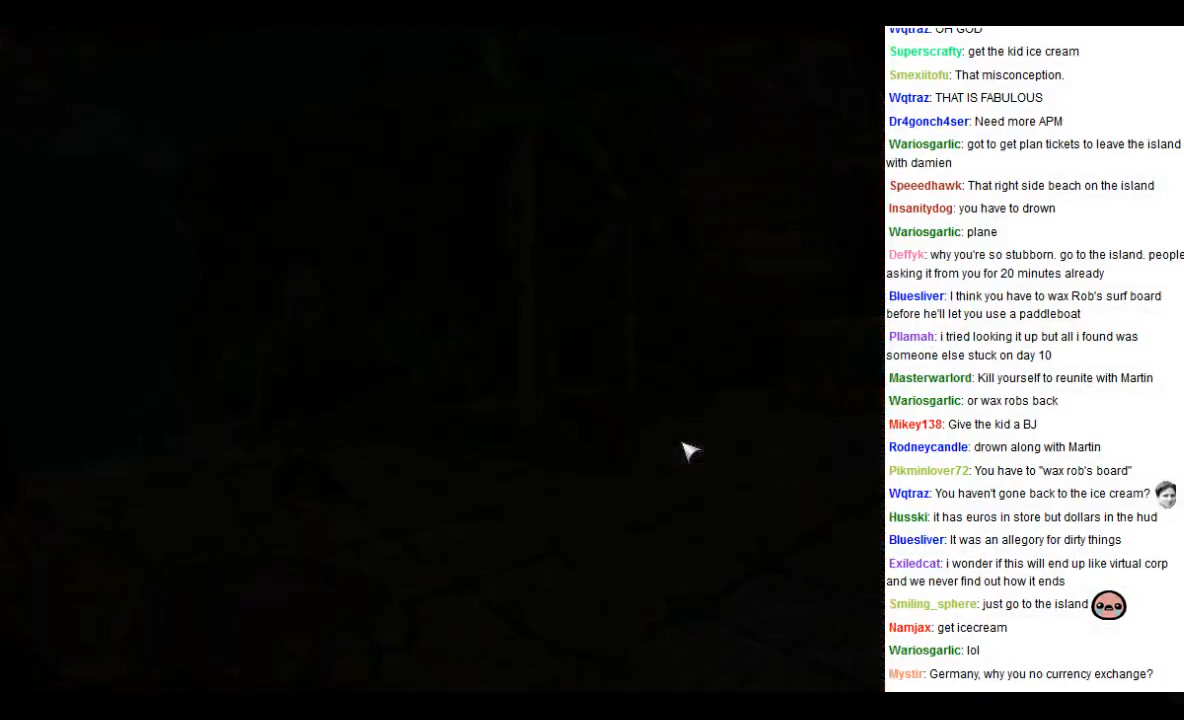 Wqtraz: OH GOD
Superscrafty: get the kid ice cream
Smexiitofu: That misconception.
Wqtraz: THAT IS FABULOUS
Dr4gonch4ser: Need more APM
Wariosgarlic: got to get plan tickets to leave the island
with damien
Speeedhawk: That right side beach on the island
Insanitydog: you have to drown
Wariosgarlic: plane
Deffyk: why you're so stubborn. go to the island. people
asking it from you for 20 minutes already
Bluesliver: I think you have to wax Rob's surf board
before he'll let you use a paddleboat
Pllamah: i tried looking it up but all i found was
someone else stuck on day 10
Masterwarlord: Kill yourself to reunite with Martin
Wariosgarlic: or wax robs back
Mikey138: Give the kid a BJ
Rodneycandle: drown along with Martin
Pikminlover72: You have to "wax rob's board"
Wqtraz: You haven't gone back to the ice cream?
Husski: it has euros in store but dollars in the hud
Bluesliver: It was an allegory for dirty things
Exiledcat: i wonder if this will end up like virtual corp
and we never find out how it ends
Smiling_sphere: just go to the island
Namjax: get icecream
Wariosgarlic: lol
Mystir: Germany, why you no currency exchange?